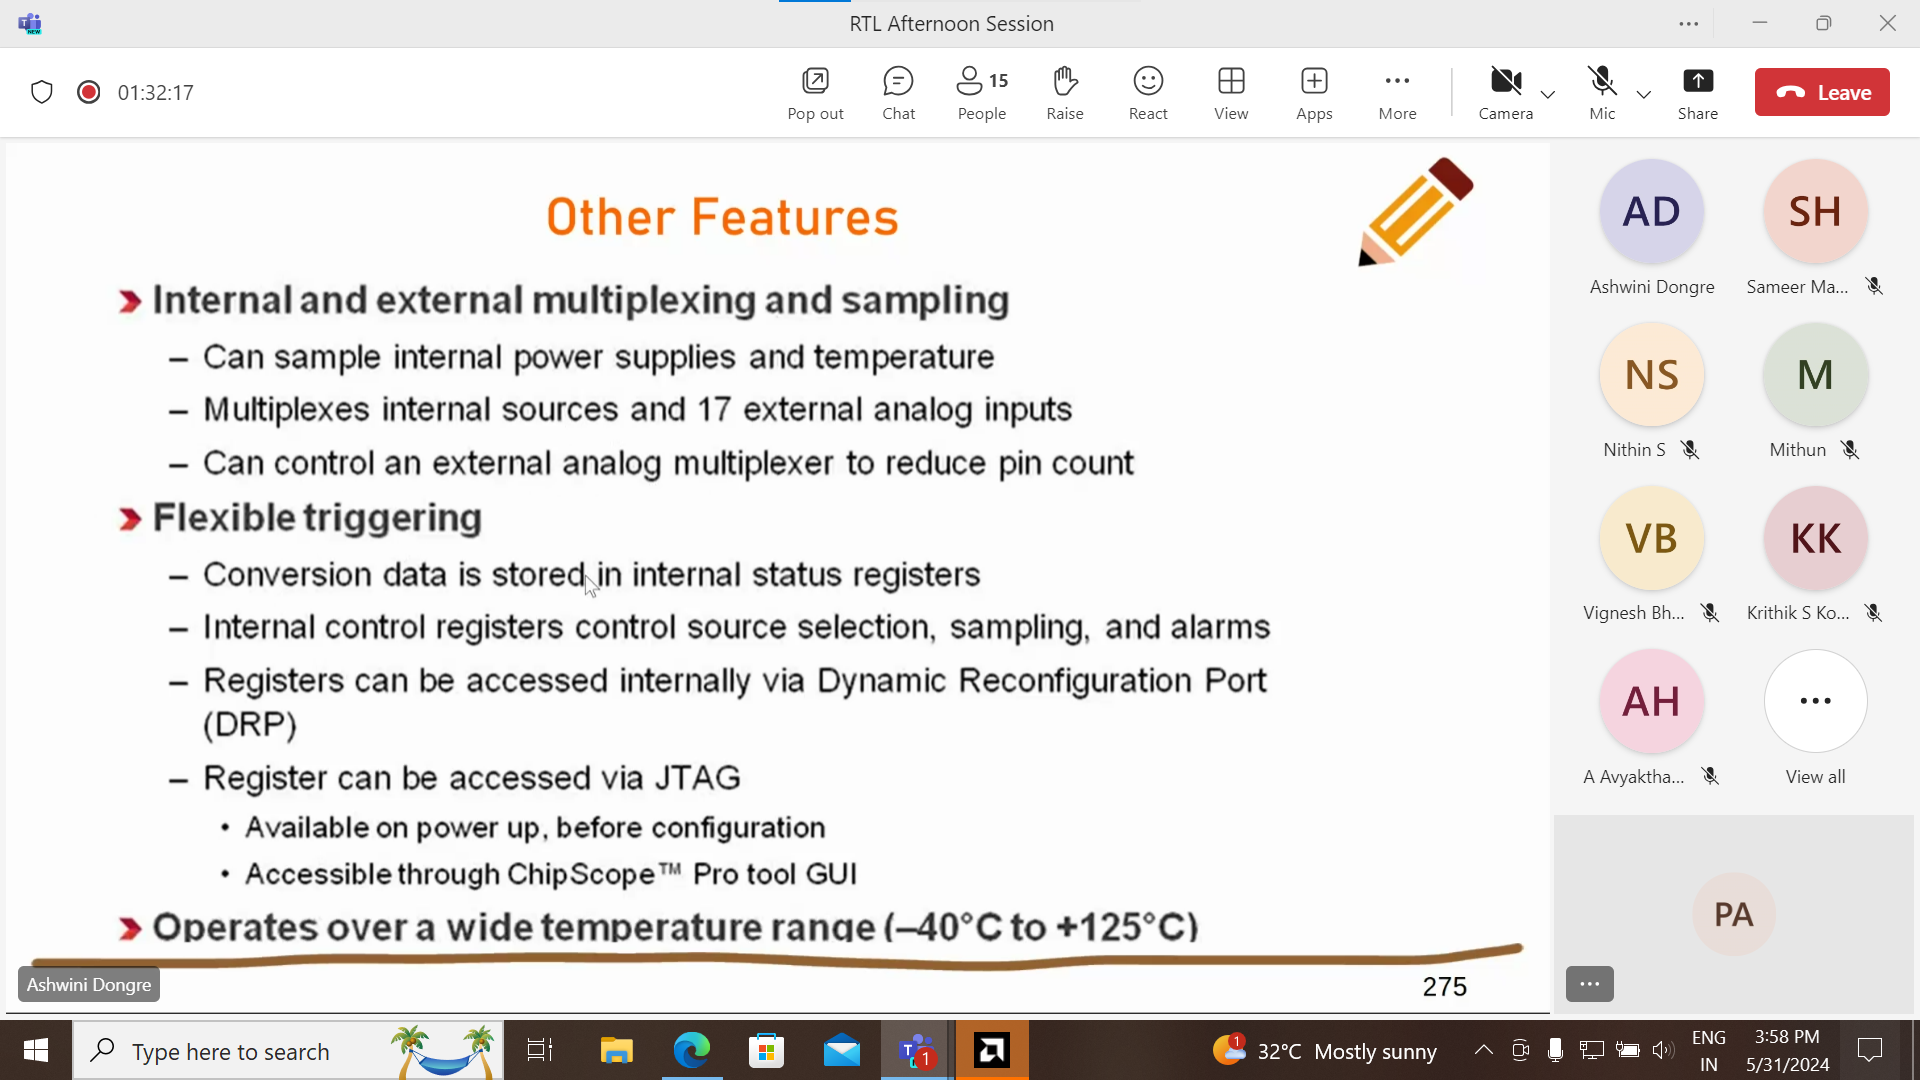 RTL Afternoon Session
NEW
01:32:17
Pop out
Chat
15
People
Raise
React
View
Apps
More
Camera
Mic
Share
Leave
Other Features
Internal and external multiplexing and sampling
– Can sample internal power supplies and temperature
– Multiplexes internal sources and 17 external analog inputs
– Can control an external analog multiplexer to reduce pin count
Flexible triggering
– Conversion data is stored in internal status registers
– Internal control registers control source selection, sampling, and alarms
– Registers can be accessed internally via Dynamic Reconfiguration Port
(DRP)
– Register can be accessed via JTAG
• Available on power up, before configuration
• Accessible through ChipScope™ Pro tool GUI
Operates over a wide temperature range (–40°C to +125°C)
Ashwini Dongre
275
AD
Ashwini Dongre
SH
Sameer Ma...
NS
Nithin S
M
Mithun
VB
Vignesh Bh...
KK
Krithik S Ko...
AH
A Avyaktha...
View all
PA
Type here to search
1
1
32°C Mostly sunny
ENG
IN
3:58 PM
5/31/2024